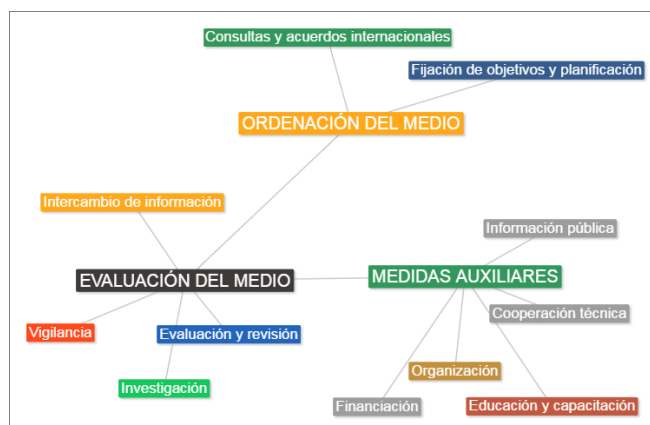 Consultas y acuerdos internacionales
Fijación de objetivos y planificación
ORDENACIÓN DEL MEDIO
Intercambio de información
Información pública
EVALUACIÓN DEL MEDIO
MEDIDAS AUXILIARES
Cooperación técnica
Vigilancia
Evaluación y revisión
Organización
Investigación
Financiación
Educación y capacitación